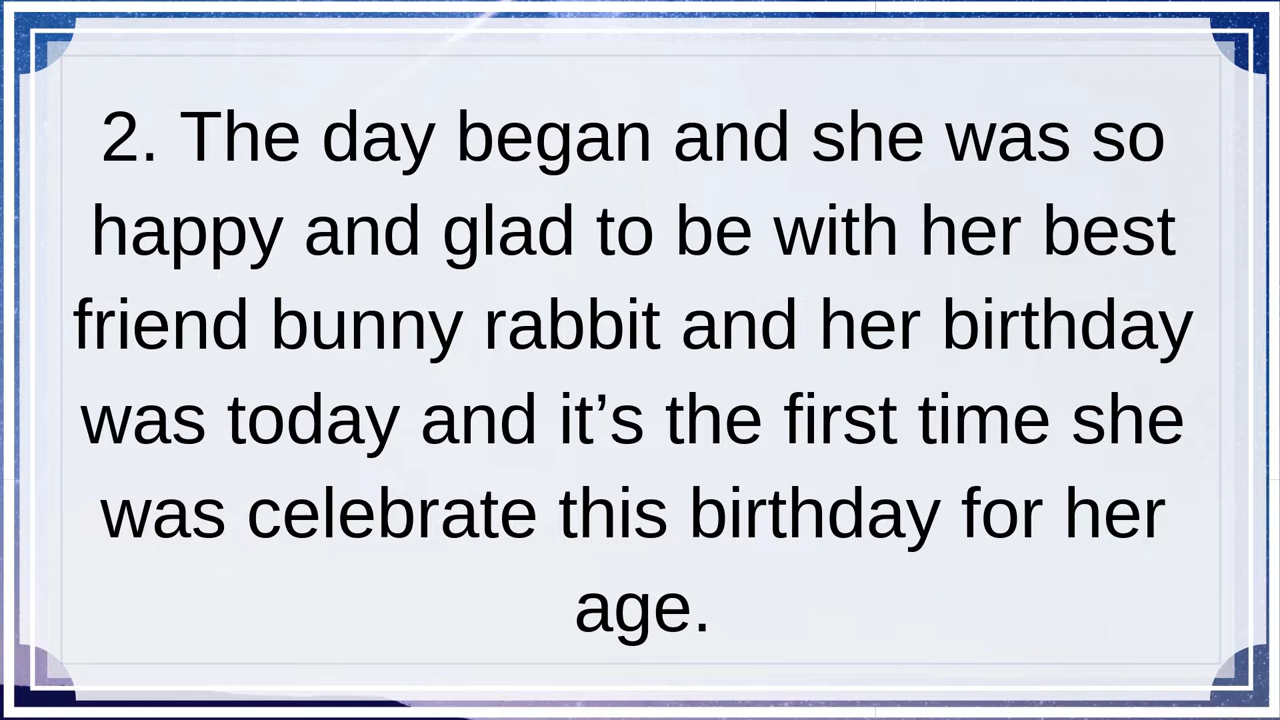 2. The day began and she was so
happy and glad to be with her best
friend bunny rabbit and her birthday
was today and it’s the first time she
was celebrate this birthday for her
age.